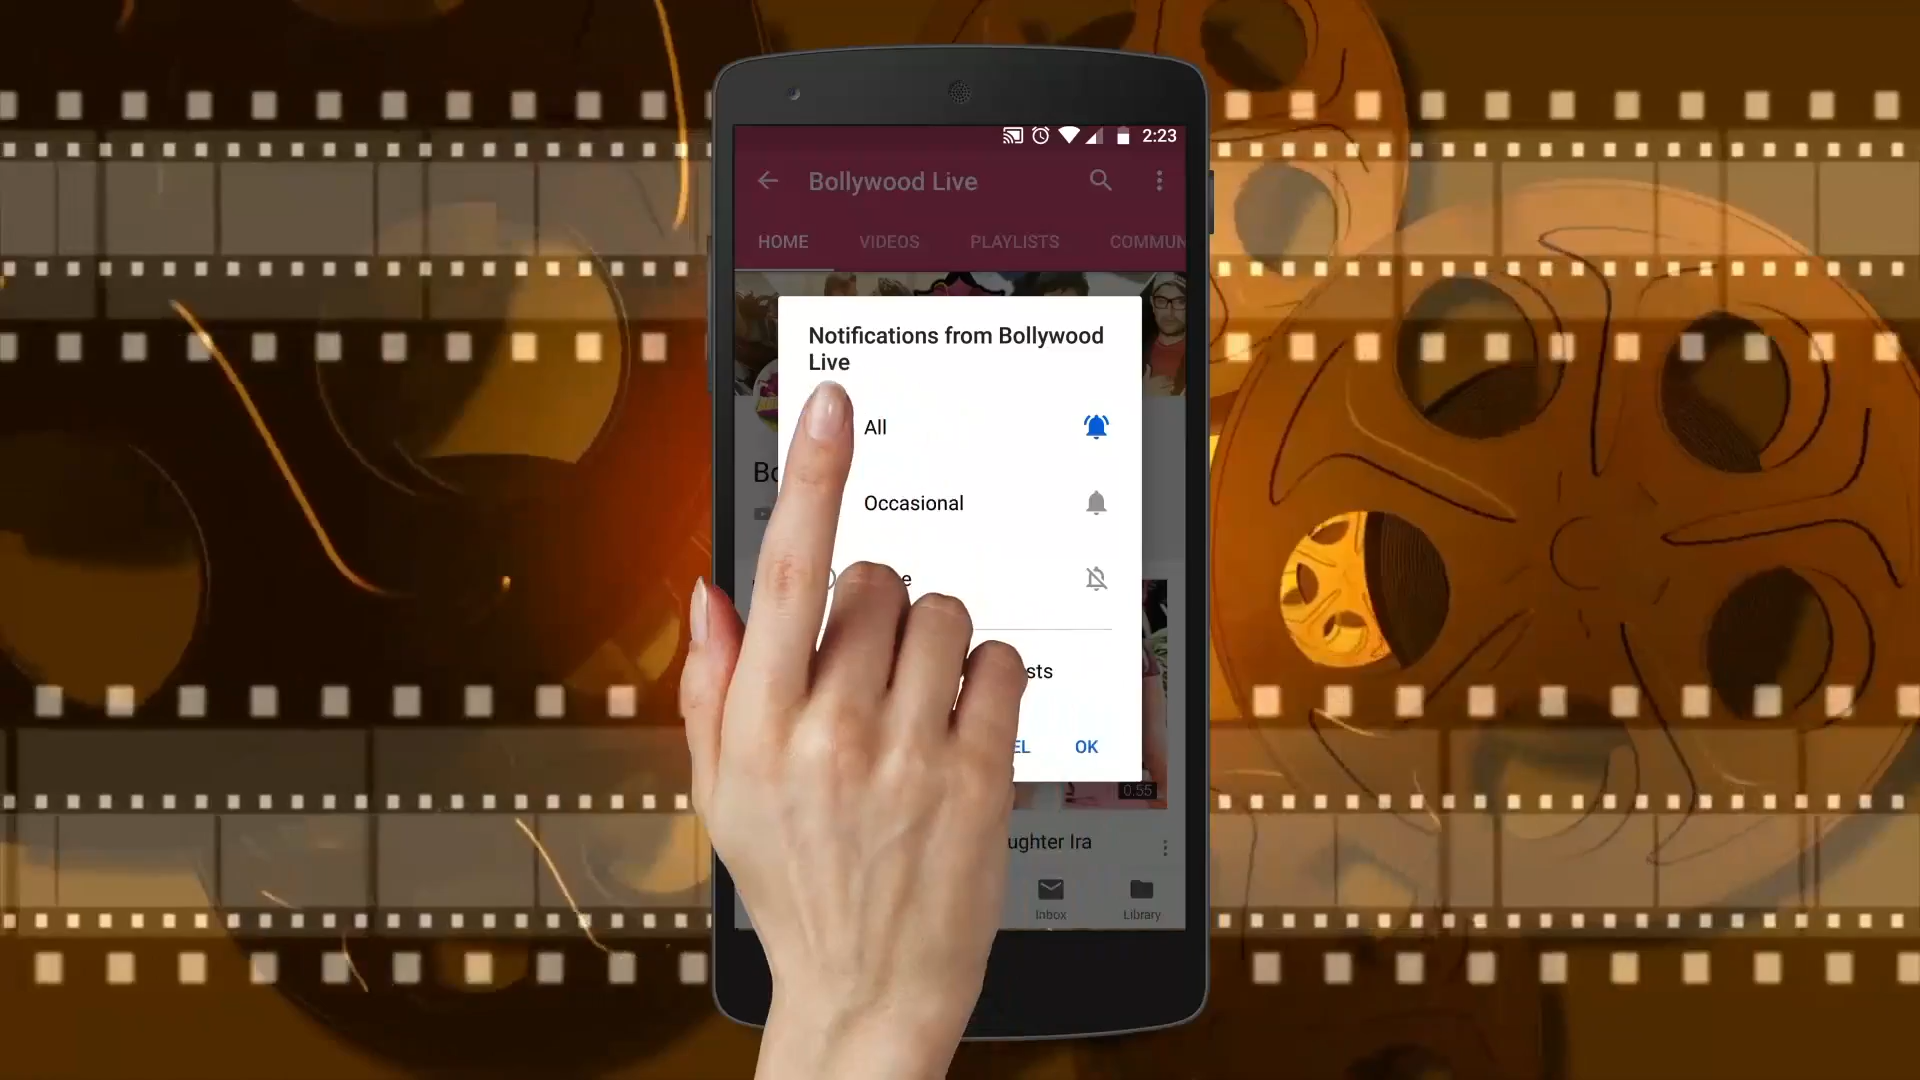 2:23
Bollywood Live
HOME VIDEOS PLAYLISTS COMMUN
Notifications from Bollywood
Live
All
Occasional
OK
0:55
ughter Ira
Inbox Library